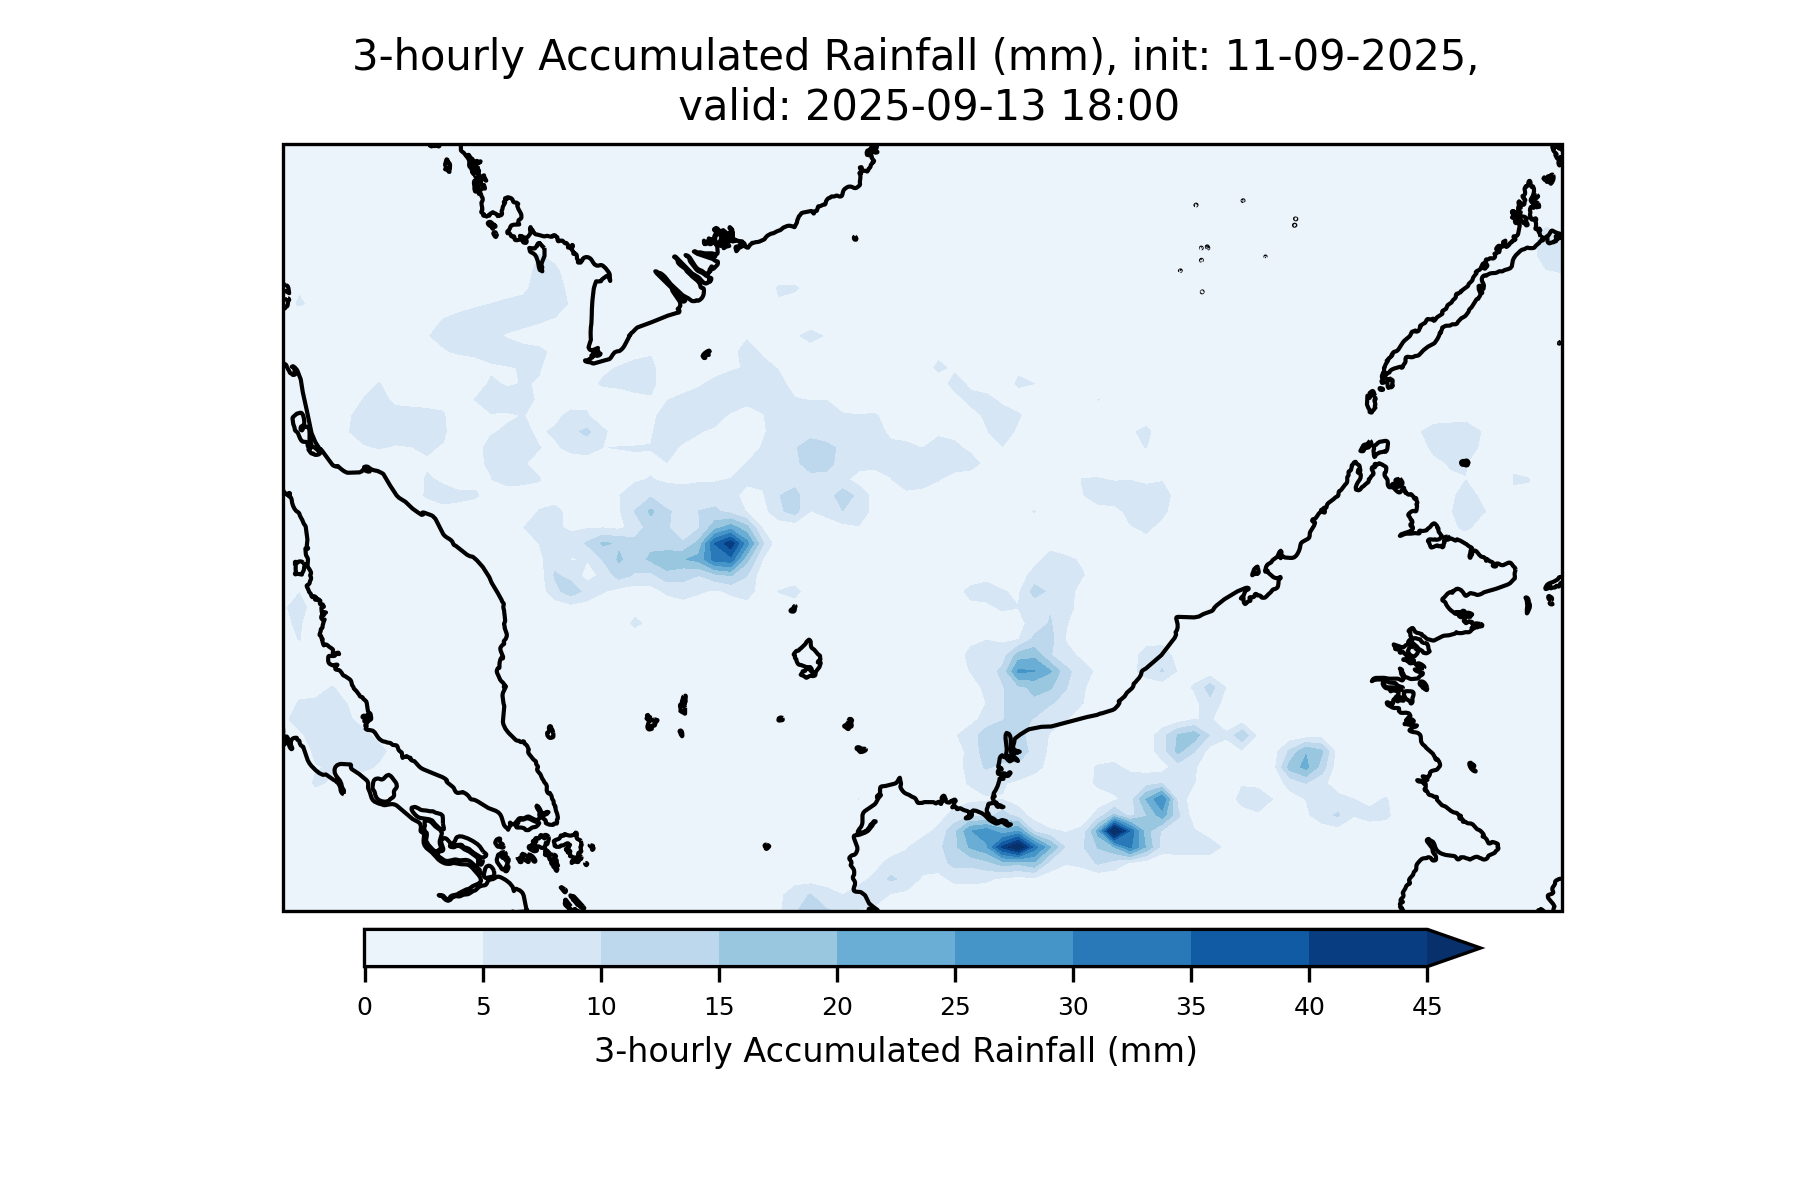 3-hourly Accumulated Rainfall (mm), init: 11-09-2025,
valid: 2025-09-13 18:00
0 5 10 15 20 25 30 35 40 45
3-hourly Accumulated Rainfall (mm)